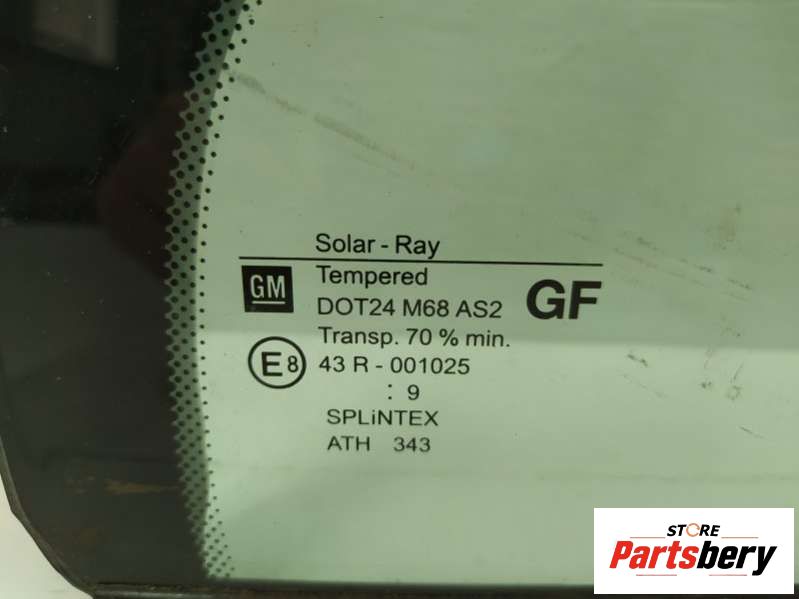 Solar - Ray
GM
Tempered
DOT24 M68 AS2
GF
Transp. 70 % min.
E8
43 R - 001025
: 9
SPLiNTEX
ATH 343
STORE
Partsbery